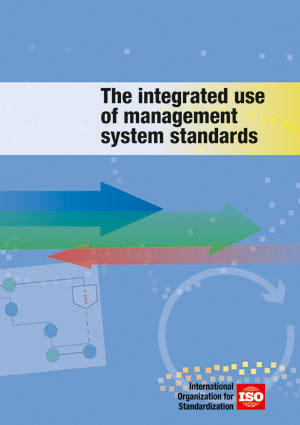 The integrated use
of management
system standards
International
Organization for
Standardization
ISO